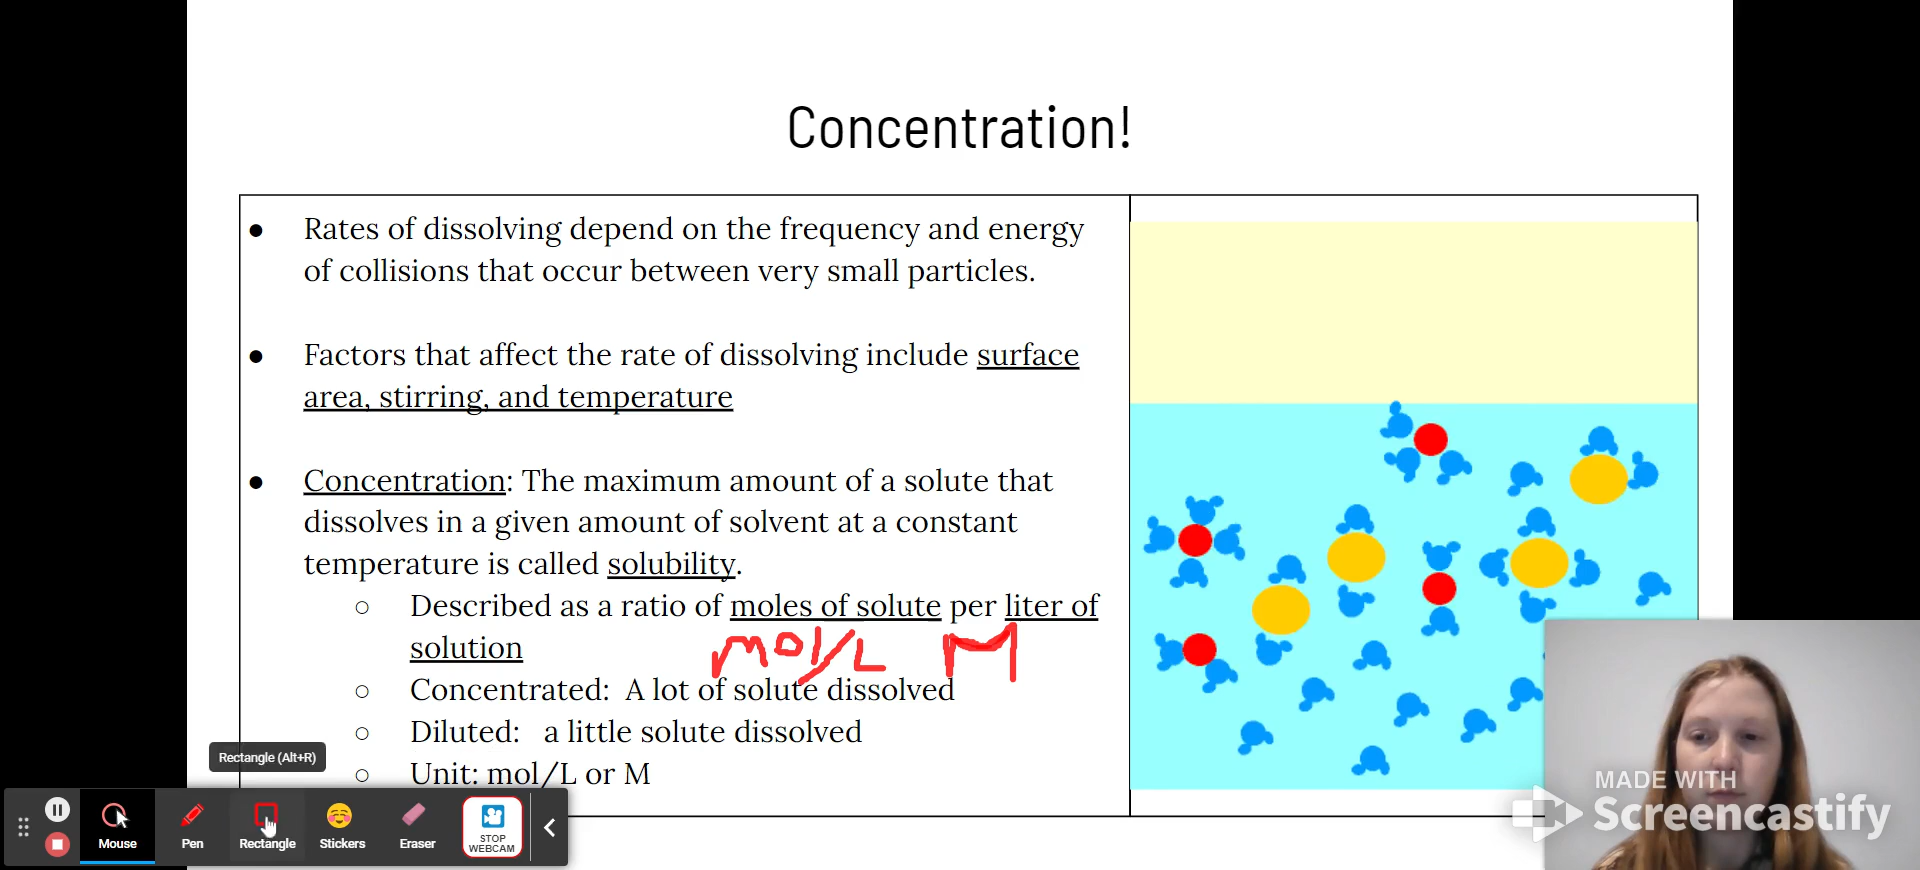 Concentration!
● Rates of dissolving depend on the frequency and energy
of collisions that occur between very small particles.
● Factors that affect the rate of dissolving include surface
area, stirring, and temperature
● Concentration: The maximum amount of a solute that
dissolves in a given amount of solvent at a constant
temperature is called solubility.
○ Described as a ratio of moles of solute per liter of
solution
mol/L M
○ Concentrated: A lot of solute dissolved
○ Diluted: a little solute dissolved
○ Unit: mol/L or M
Rectangle (Alt+R)
Mouse
Pen
Rectangle
Stickers
Eraser
STOP
WEBCAM
MADE WITH
Screencastify